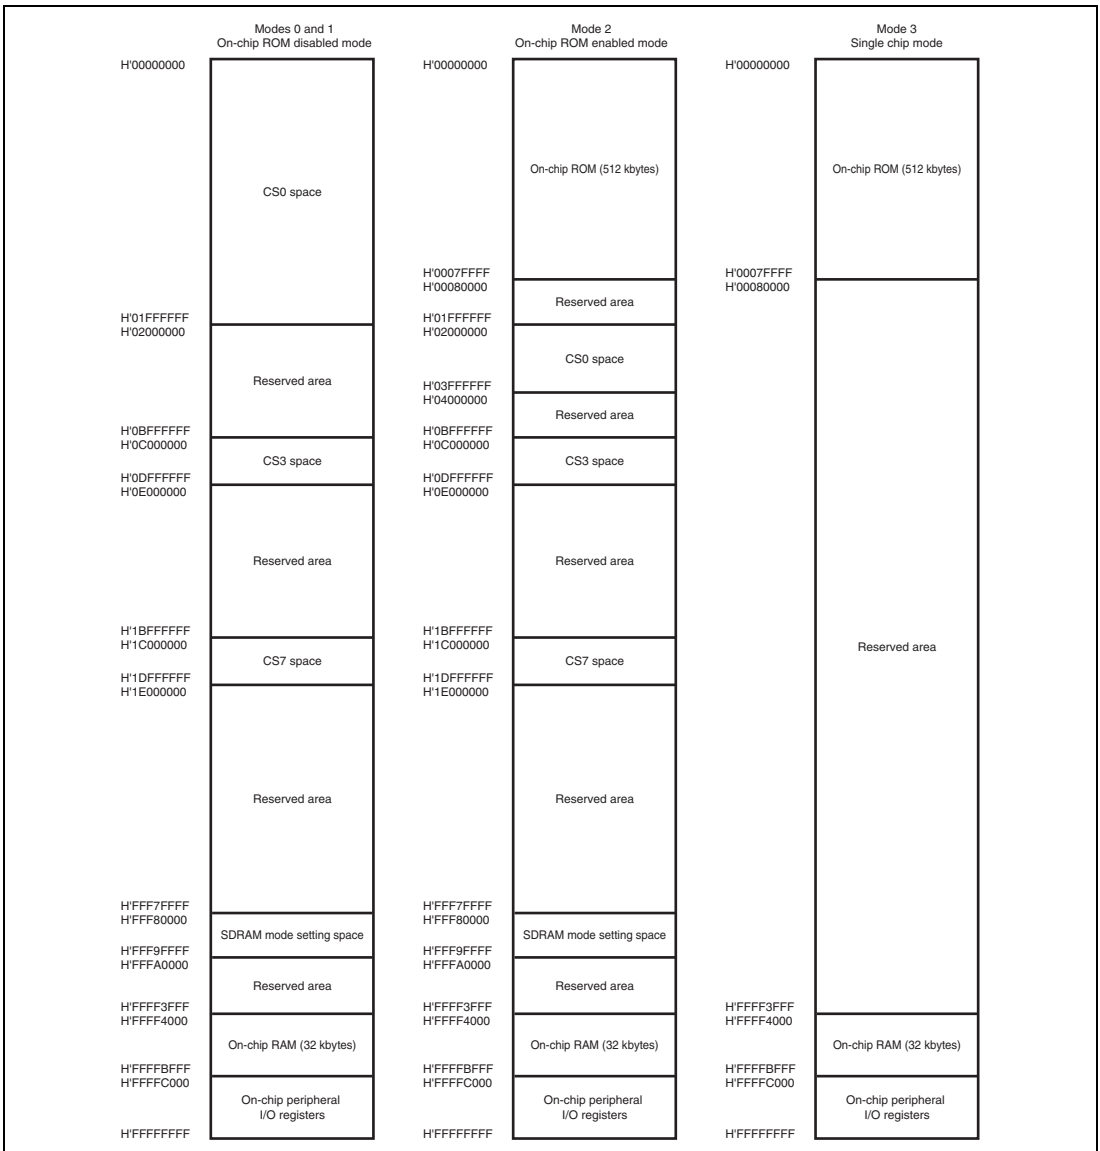 Modes 0 and 1
On-chip ROM disabled mode
H'00000000
CS0 space
H'01FFFFFF
H'02000000
Reserved area
H'0BFFFFFF
H'0C000000
CS3 space
H'0DFFFFFF
H'0E000000
Reserved area
H'1BFFFFFF
H'1C000000
CS7 space
H'1DFFFFFF
H'1E000000
Reserved area
H'FFF7FFFF
H'FFF80000
SDRAM mode setting space
H'FFF9FFFF
H'FFFA0000
Reserved area
H'FFFF3FFF
H'FFFF4000
On-chip RAM (32 kbytes)
H'FFFFBFFF
H'FFFFC000
On-chip peripheral
I/O registers
H'FFFFFFFF
Mode 2
On-chip ROM enabled mode
H'00000000
On-chip ROM (512 kbytes)
H'0007FFFF
H'00080000
Reserved area
H'01FFFFFF
H'02000000
CS0 space
H'03FFFFFF
H'04000000
Reserved area
H'0BFFFFFF
H'0C000000
CS3 space
H'0DFFFFFF
H'0E000000
Reserved area
H'1BFFFFFF
H'1C000000
CS7 space
H'1DFFFFFF
H'1E000000
Reserved area
H'FFF7FFFF
H'FFF80000
SDRAM mode setting space
H'FFF9FFFF
H'FFFA0000
Reserved area
H'FFFF3FFF
H'FFFF4000
On-chip RAM (32 kbytes)
H'FFFFBFFF
H'FFFFC000
On-chip peripheral
I/O registers
H'FFFFFFFF
Mode 3
Single chip mode
H'00000000
On-chip ROM (512 kbytes)
H'0007FFFF
H'00080000
Reserved area
H'FFFF3FFF
H'FFFF4000
On-chip RAM (32 kbytes)
H'FFFFBFFF
H'FFFFC000
On-chip peripheral
I/O registers
H'FFFFFFFF